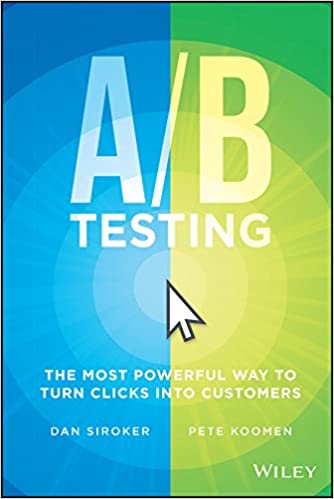 A/B
TESTING
THE MOST POWERFUL WAY TO
TURN CLICKS INTO CUSTOMERS
DAN SIROKER PETE KOOMEN
WILEY